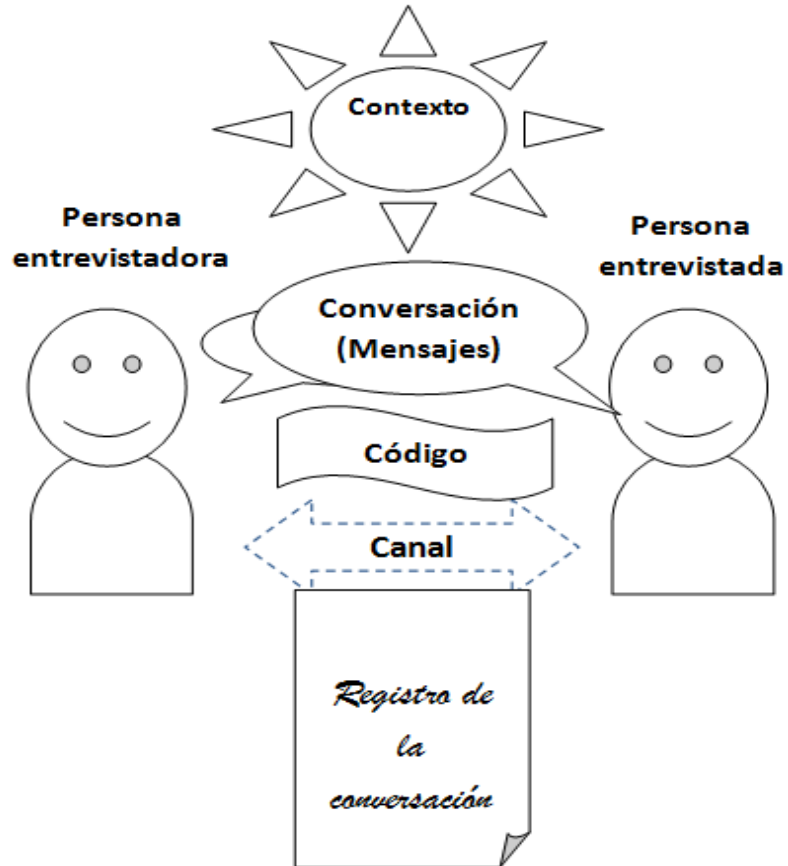 Contexto
Persona
entrevistadora
Persona
entrevistada
Conversación
(Mensajes)
Código
Canal
Registro de
la
conversación